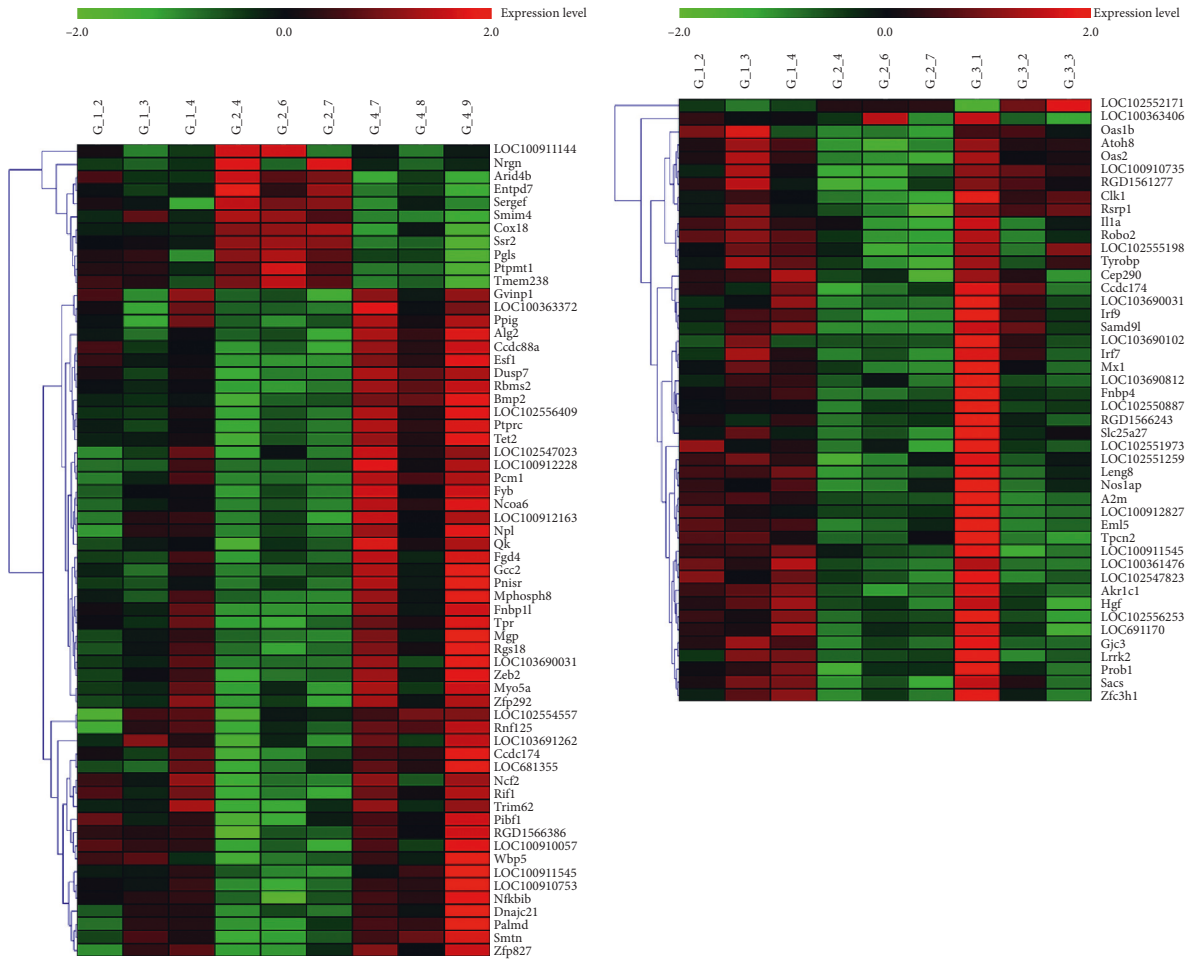 Expression level
−2.0 0.0 2.0
G_1_2 G_1_3 G_1_4 G_2_4 G_2_6 G_2_7 G_4_7 G_4_8 G_4_9
LOC100911144
Nrgn
Arid4b
Entpd7
Sergef
Smim4
Cox18
Ssr2
Pgls
Ptpmt1
Tmem238
Gvinp1
LOC100363372
Ppig
Alg2
Ccdc88a
Esf1
Dusp7
Rbms2
Bmp2
LOC102556409
Ptprc
Tet2
LOC102547023
LOC100912228
Pcm1
Fyb
Ncoa6
LOC100912163
Npl
Qk
Fgd4
Gcc2
Pnisr
Mphosph8
Fnbp1l
Tpr
Mgp
Rgs18
LOC103690031
Zeb2
Myo5a
Zfp292
LOC102554557
Rnf125
LOC103691262
Ccdc174
LOC681355
Ncf2
Rif1
Trim62
Pibf1
RGD1566386
LOC100910057
Wbp5
LOC100911545
LOC100910753
Nfkbib
Dnajc21
Palmd
Smtn
Zfp827
Expression level
−2.0 0.0 2.0
G_1_2 G_1_3 G_1_4 G_2_4 G_2_6 G_2_7 G_3_1 G_3_2 G_3_3
LOC102552171
LOC100363406
Oas1b
Atoh8
Oas2
LOC100910735
RGD1561277
Clk1
Rsrp1
Il1a
Robo2
LOC102555198
Tyrobp
Cep290
Ccdc174
LOC103690031
Irf9
Samd9l
LOC103690102
Irf7
Mx1
LOC103690812
Fnbp4
LOC102550887
RGD1566243
Slc25a27
LOC102551973
LOC102551259
Leng8
Nos1ap
A2m
LOC100912827
Eml5
Tpcn2
LOC100911545
LOC100361476
LOC102547823
Akr1c1
Hgf
LOC102556253
LOC691170
Gjc3
Lrrk2
Prob1
Sacs
Zfc3h1